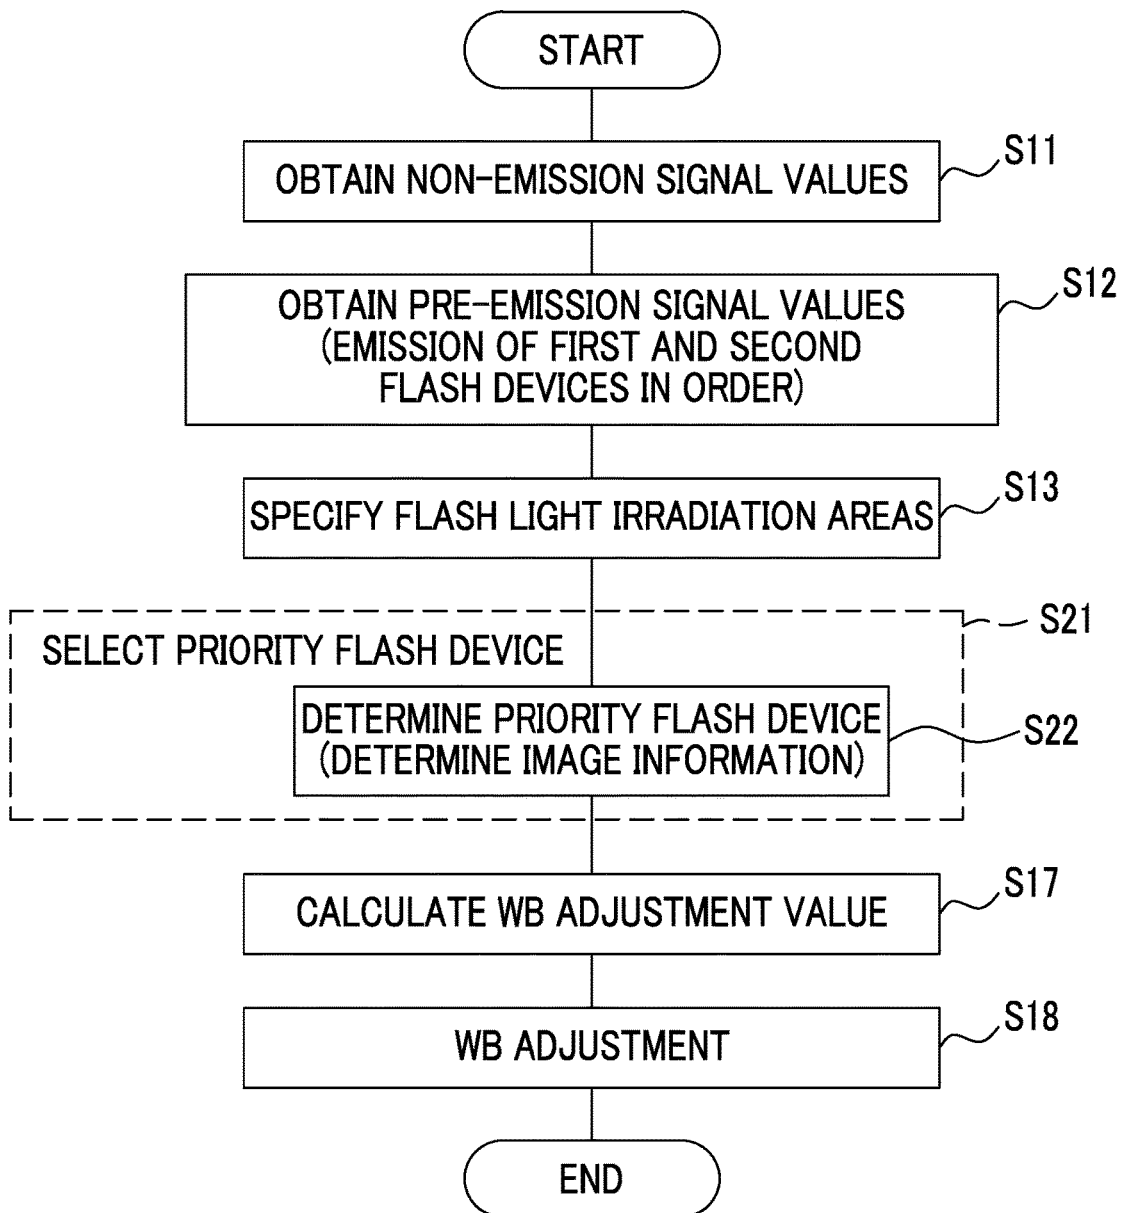 START
OBTAIN NON-EMISSION SIGNAL VALUES
S11
OBTAIN PRE-EMISSION SIGNAL VALUES
(EMISSION OF FIRST AND SECOND
FLASH DEVICES IN ORDER)
S12
SPECIFY FLASH LIGHT IRRADIATION AREAS
S13
SELECT PRIORITY FLASH DEVICE
S21
DETERMINE PRIORITY FLASH DEVICE
(DETERMINE IMAGE INFORMATION)
S22
CALCULATE WB ADJUSTMENT VALUE
S17
WB ADJUSTMENT
S18
END